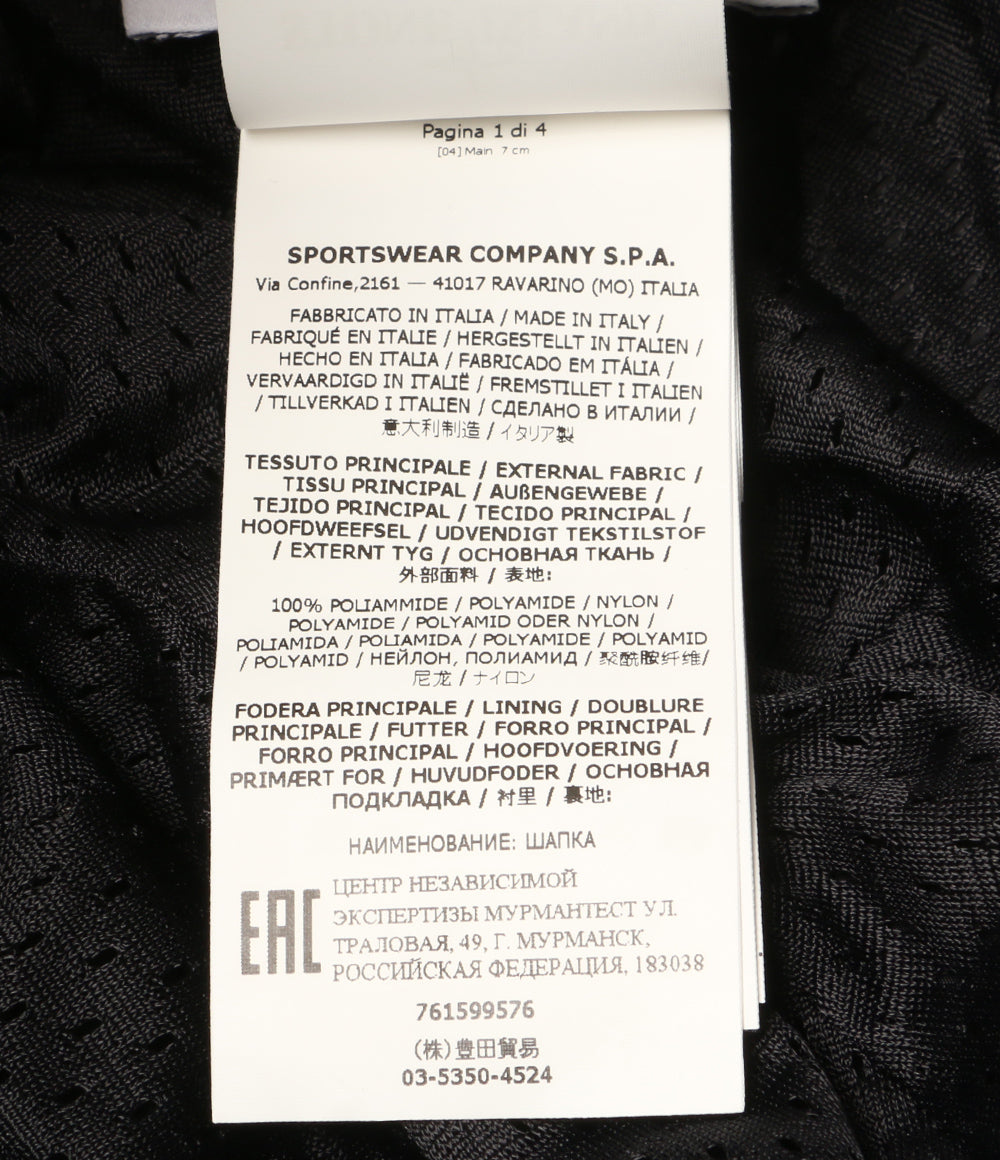 Pagina 1 di 4
[04] Main 7 cm
SPORTSWEAR COMPANY S.P.A.
Via Confine,2161 — 41017 RAVARINO (MO) ITALIA
FABBRICATO IN ITALIA / MADE IN ITALY /
FABRIQUÉ EN ITALIE / HERGESTELLT IN ITALIEN /
HECHO EN ITALIA / FABRICADO EM ITÁLIA /
VERVAARDIGD IN ITALIË / FREMSTILLET I ITALIEN
/ TILLVERKAD I ITALIEN / СДЕЛАНО В ИТАЛИИ /
意大利制造 / イタリア製
TESSUTO PRINCIPALE / EXTERNAL FABRIC /
TISSU PRINCIPAL / AUßENGEWEBE /
TEJIDO PRINCIPAL / TECIDO PRINCIPAL /
HOOFDWEEFSEL / UDVENDIGT TEKSTILSTOF
/ EXTERNT TYG / ОСНОВНАЯ ТКАНЬ /
外部面料 / 表地:
100% POLIAMMIDE / POLYAMIDE / NYLON /
POLYAMIDE / POLYAMID ODER NYLON /
POLIAMIDA / POLIAMIDA / POLYAMIDE / POLYAMID
/ POLYAMID / НЕЙЛОН, ПОЛИАМИД / 聚酰胺纤维/
尼龙 / ナイロン
FODERA PRINCIPALE / LINING / DOUBLURE
PRINCIPALE / FUTTER / FORRO PRINCIPAL /
FORRO PRINCIPAL / HOOFDVOERING /
PRIMÆRT FOR / HUVUDFODER / ОСНОВНАЯ
ПОДКЛАДКА / 衬里 / 裏地:
НАИМЕНОВАНИЕ: ШАПКА
EAC
ЦЕНТР НЕЗАВИСИМОЙ
ЭКСПЕРТИЗЫ МУРМАНТЕСТ УЛ.
ТРАЛОВАЯ, 49, Г. МУРМАНСК,
РОССИЙСКАЯ ФЕДЕРАЦИЯ, 183038
761599576
(株)豊田貿易
03-5350-4524